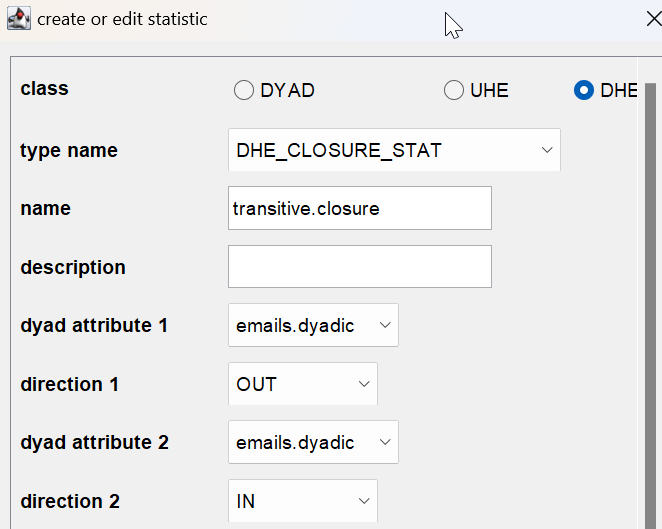 create or edit statistic
class DYAD UHE DHE
type name DHE_CLOSURE_STAT
name transitive.closure
description
dyad attribute 1 emails.dyadic
direction 1 OUT
dyad attribute 2 emails.dyadic
direction 2 IN